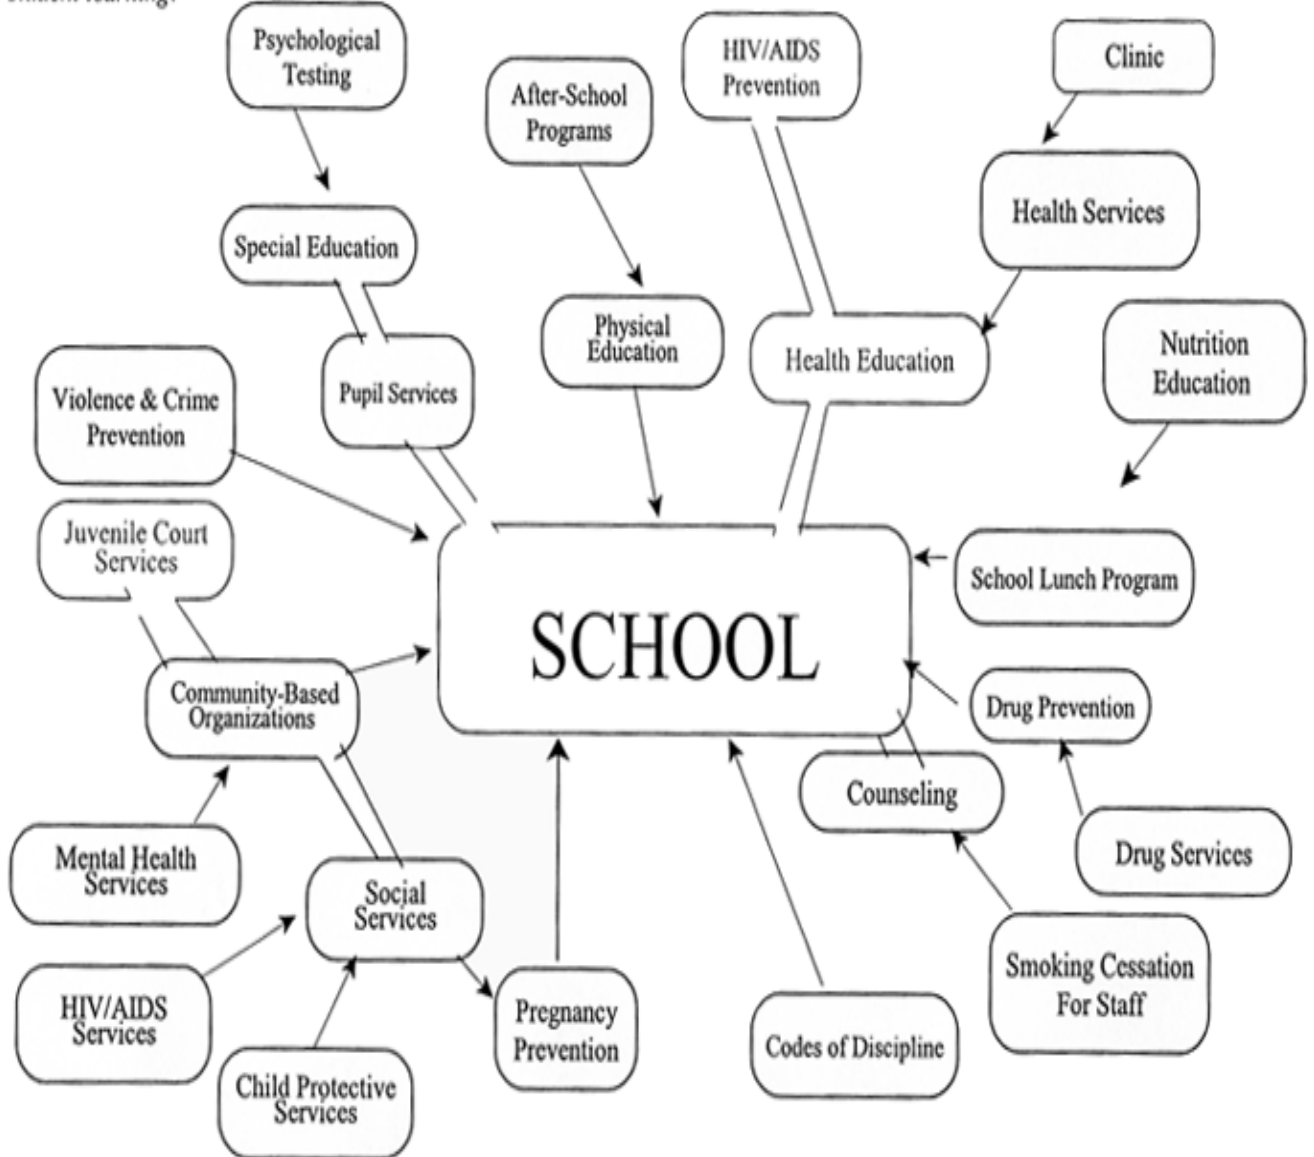 student learning.
Psychological
Testing
After-School
Programs
HIV/AIDS
Prevention
Clinic
Health Services
Special Education
Physical
Education
Health Education
Nutrition
Education
Pupil Services
Violence & Crime
Prevention
Juvenile Court
Services
SCHOOL
School Lunch Program
Community-Based
Organizations
Drug Prevention
Counseling
Drug Services
Mental Health
Services
Social
Services
Smoking Cessation
For Staff
HIV/AIDS
Services
Pregnancy
Prevention
Codes of Discipline
Child Protective
Services